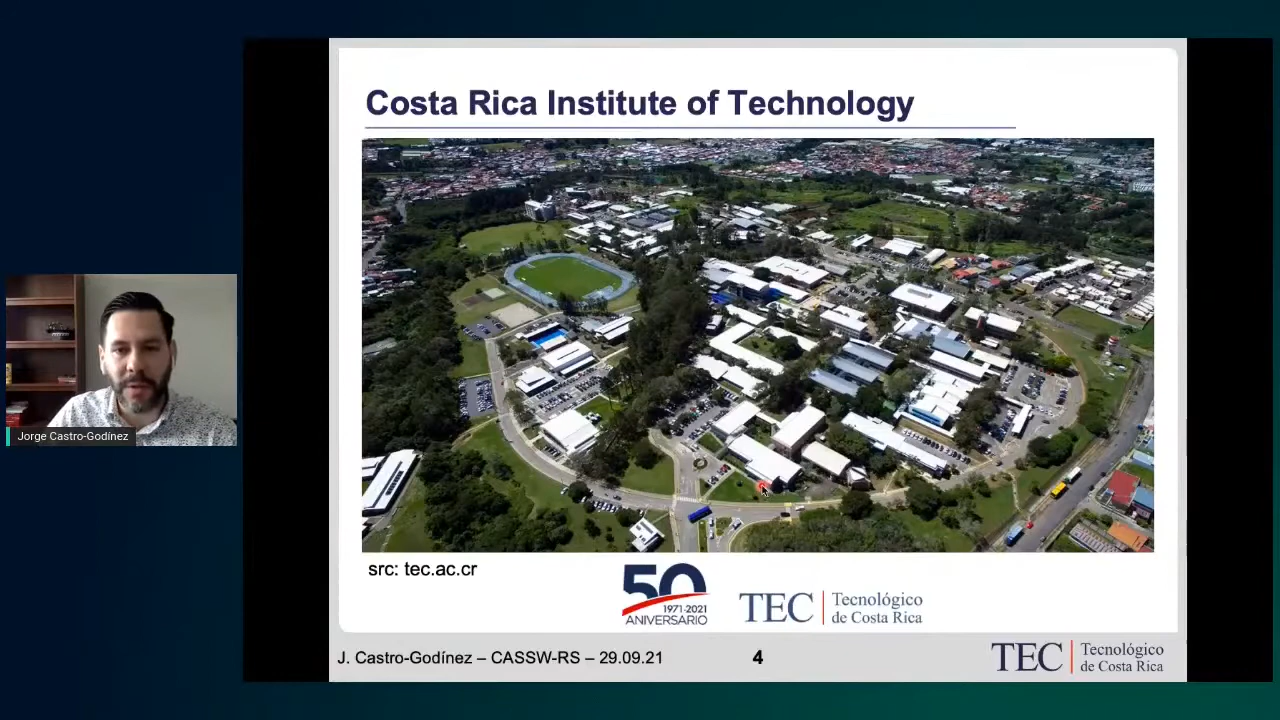 Costa Rica Institute of Technology
Jorge Castro-Godínez
src: tec.ac.cr
50
1971-2021
ANIVERSARIO
TEC | Tecnológico
de Costa Rica
J. Castro-Godínez – CASSW-RS – 29.09.21
4
TEC | Tecnológico
de Costa Rica